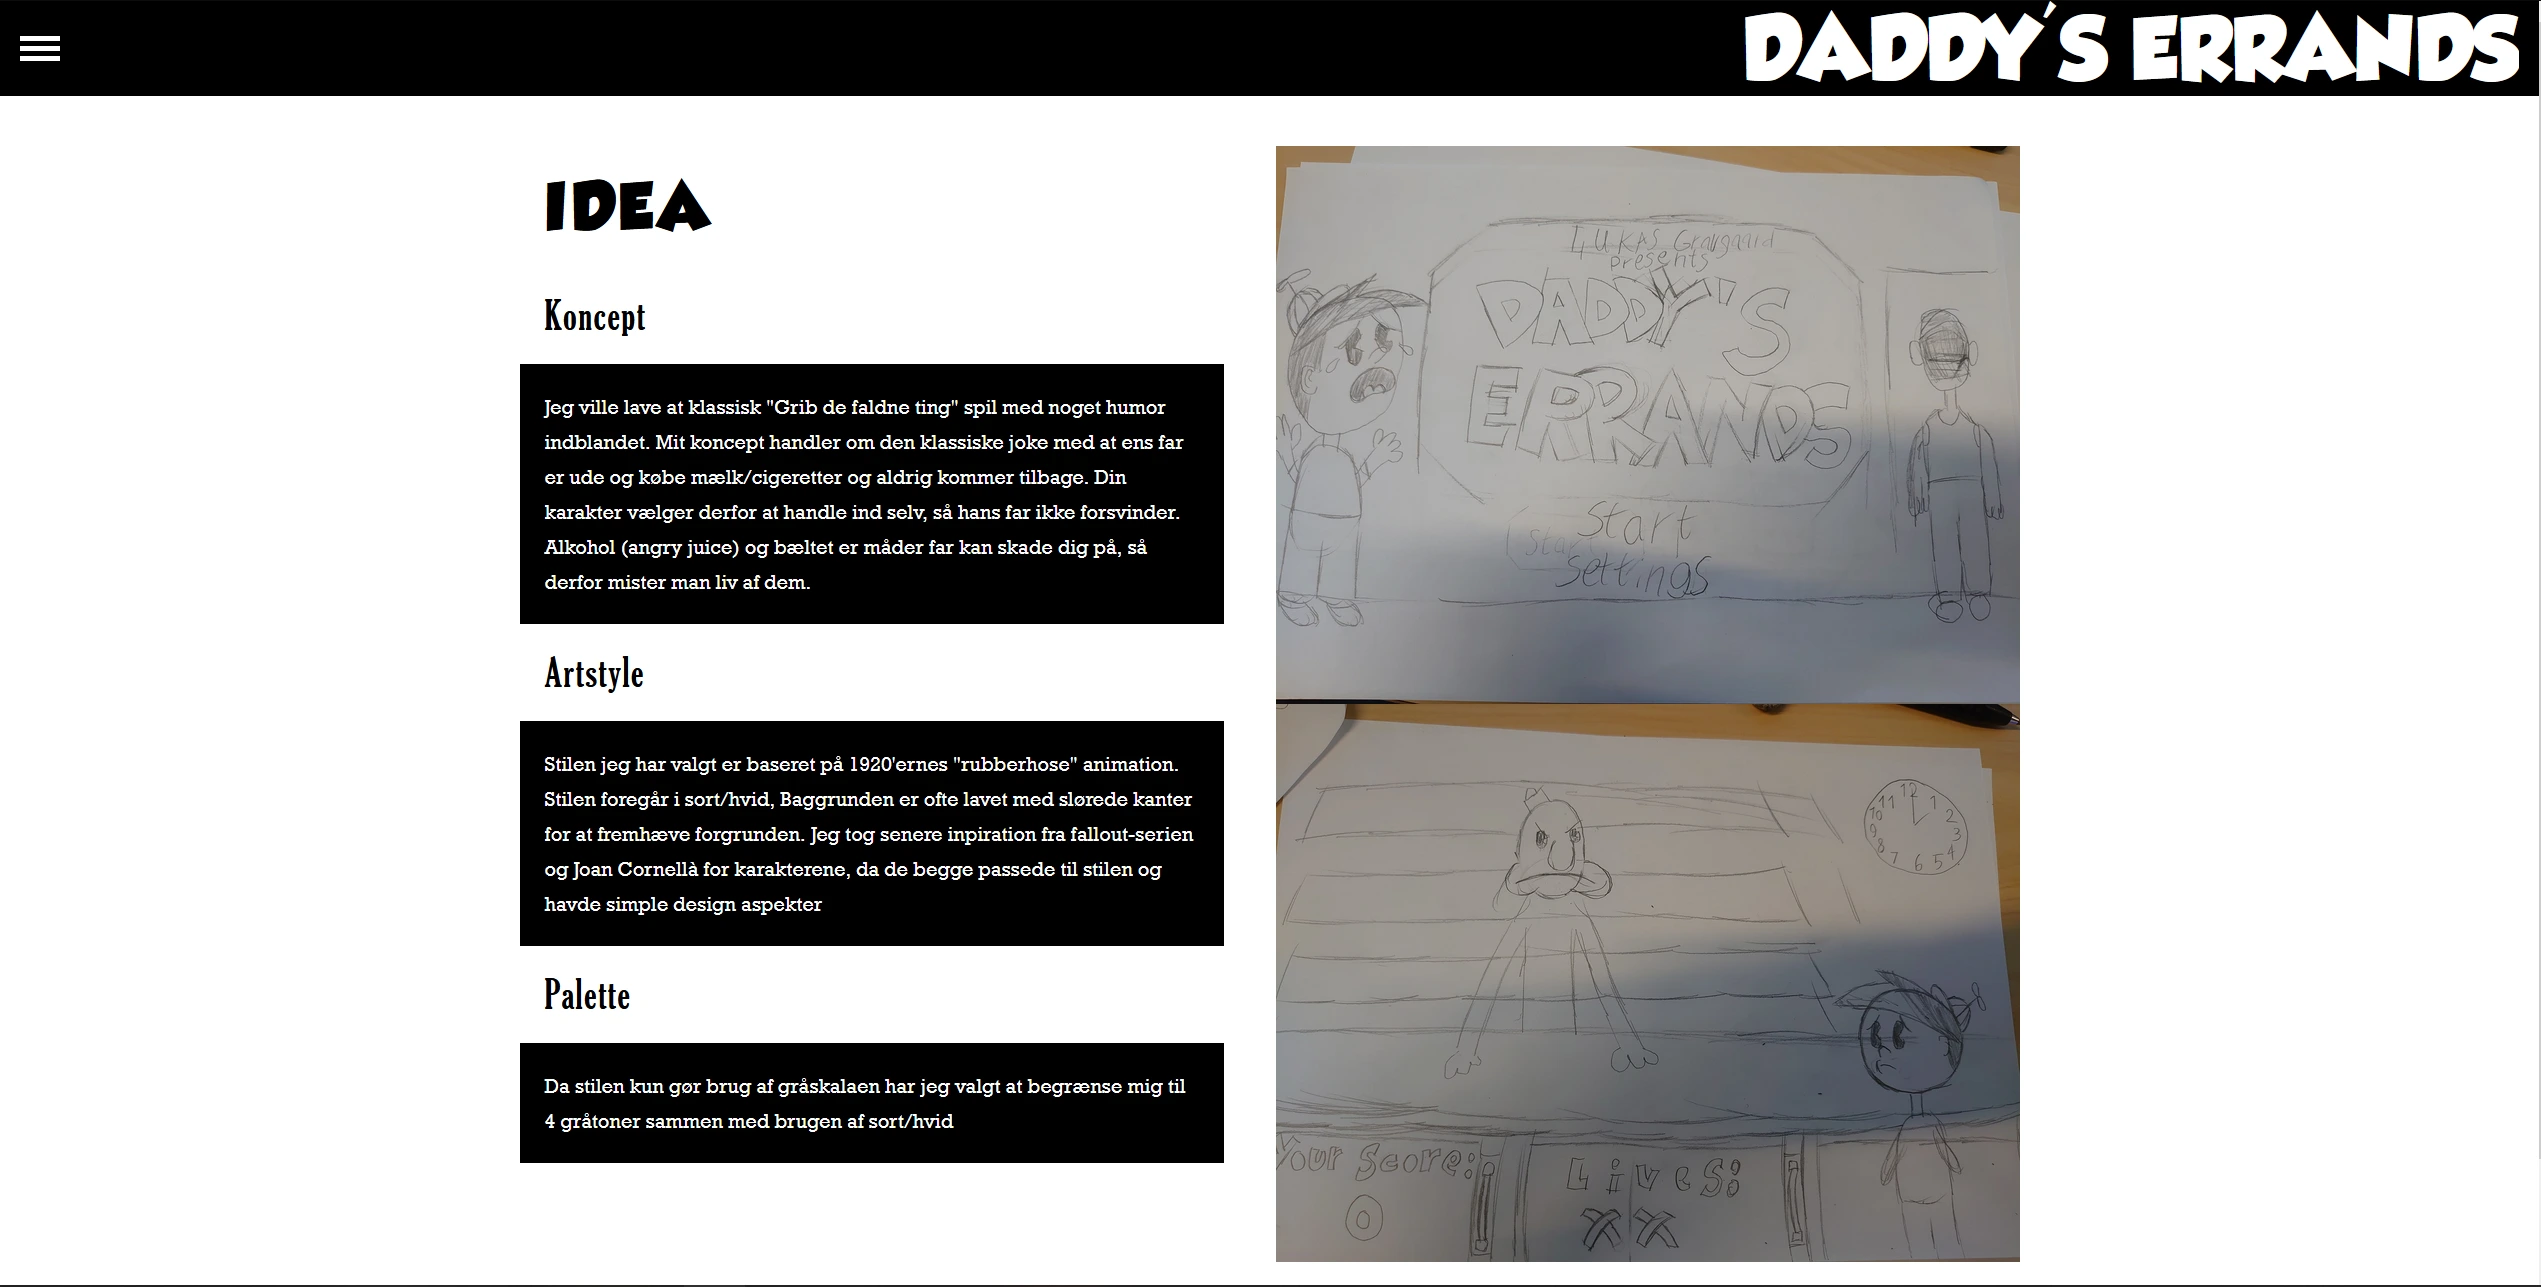 DADDY'S ERRANDS
IDEA
Koncept
Jeg ville lave at klassisk "Grib de faldne ting" spil med noget humor
indblandet. Mit koncept handler om den klassiske joke med at ens far
er ude og købe mælk/cigeretter og aldrig kommer tilbage. Din
karakter vælger derfor at handle ind selv, så hans far ikke forsvinder.
Alkohol (angry juice) og bæltet er måder far kan skade dig på, så
derfor mister man liv af dem.
Artstyle
Stilen jeg har valgt er baseret på 1920'ernes "rubberhose" animation.
Stilen foregår i sort/hvid, Baggrunden er ofte lavet med slørede kanter
for at fremhæve forgrunden. Jeg tog senere inpiration fra fallout-serien
og Joan Cornellà for karakterene, da de begge passede til stilen og
havde simple design aspekter
Palette
Da stilen kun gør brug af gråskalaen har jeg valgt at begrænse mig til
4 gråtoner sammen med brugen af sort/hvid
LUKAS Gravgaard
presents
DADDY'S
ERRANDS
Start
Settings
12
11 1
10 2
9 3
8 4
7 6 5
Your Score:
0
Lives:
XX